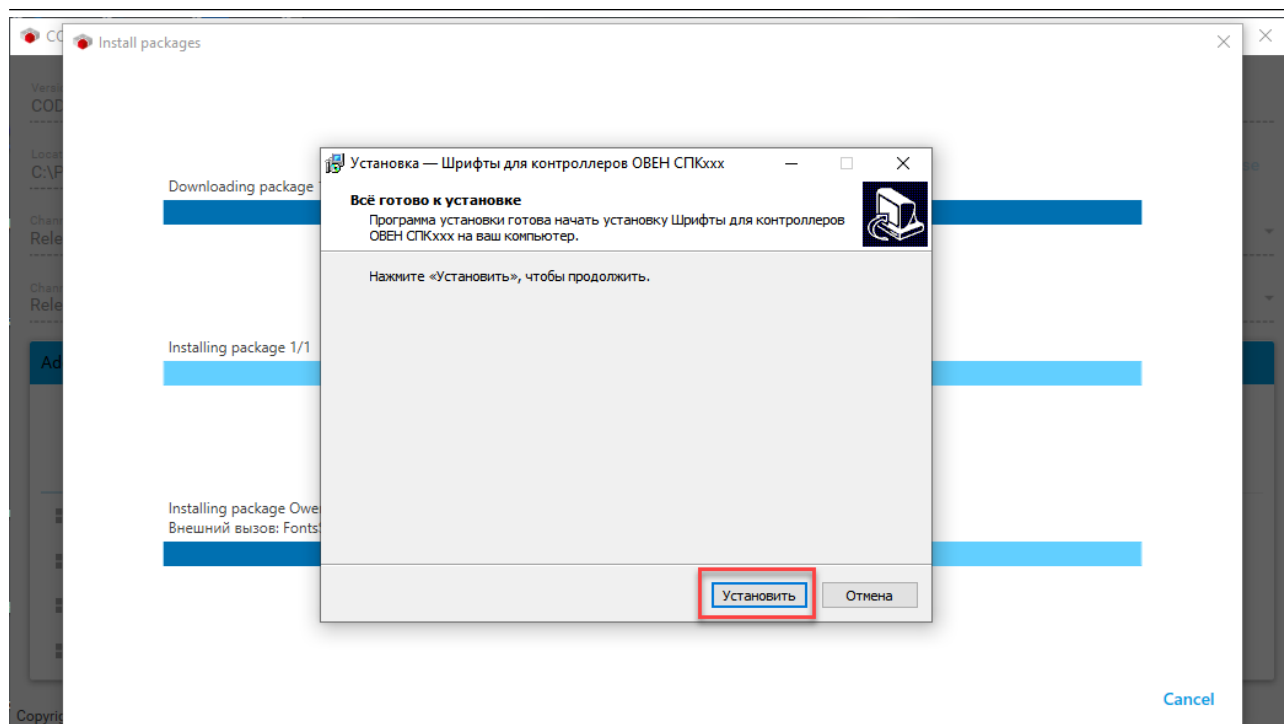 Install packages
Downloading package
Installing package 1/1
Installing package
Внешний вызов:
Установка — Шрифты для контроллеров ОВЕН СПКxxx
Всё готово к установке
Программа установки готова начать установку Шрифты для контроллеров
ОВЕН СПКxxx на ваш компьютер.
Нажмите «Установить», чтобы продолжить.
Установить
Отмена
Cancel